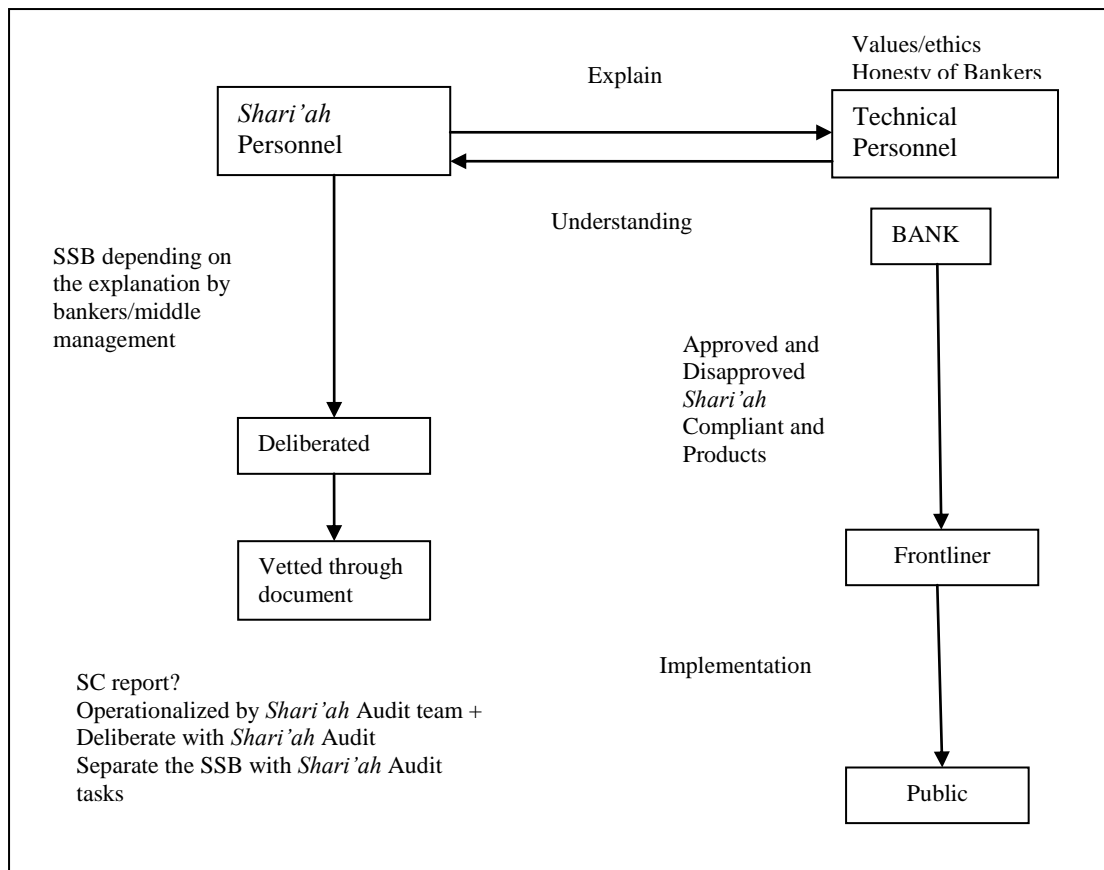 Values/ethics
Honesty of Bankers
Explain
Shari’ah
Personnel
Technical
Personnel
Understanding
BANK
SSB depending on
the explanation by
bankers/middle
management
Approved and
Disapproved
Shari’ah
Compliant and
Products
Deliberated
Vetted through
document
Frontliner
Implementation
SC report?
Operationalized by Shari’ah Audit team +
Deliberate with Shari’ah Audit
Separate the SSB with Shari’ah Audit
tasks
Public